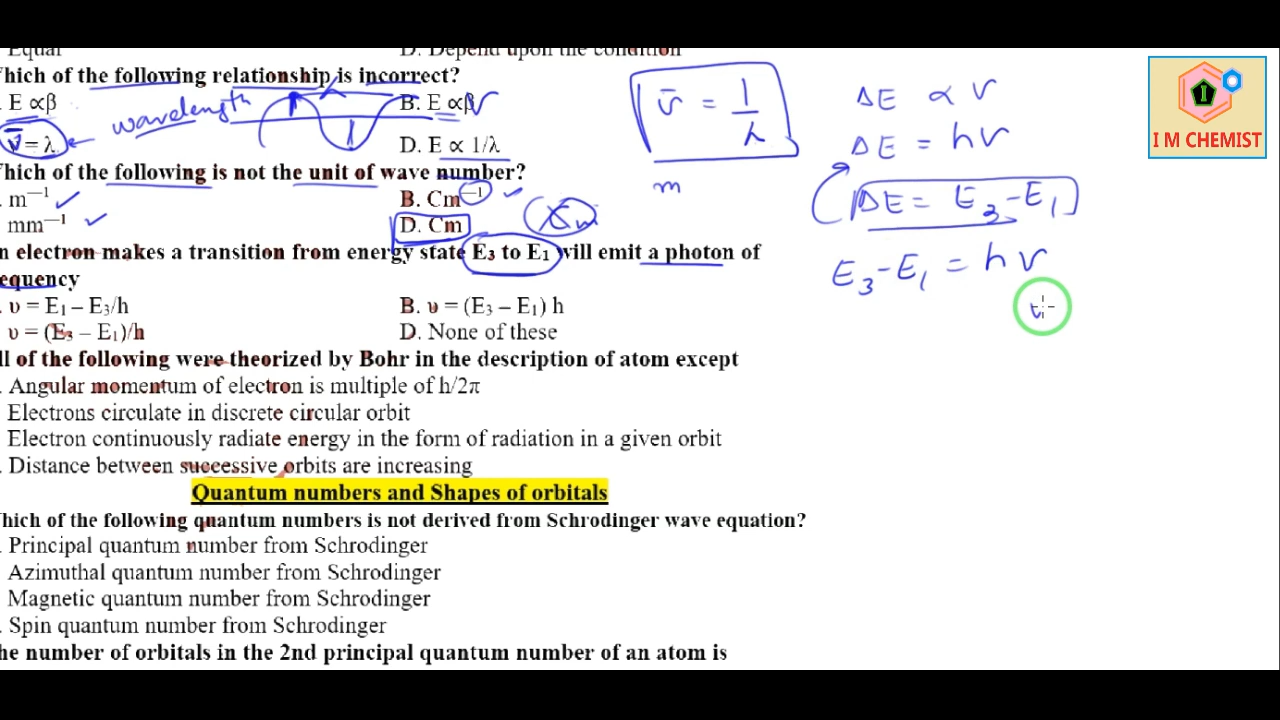 Equal D. Depend upon the condition
hich of the following relationship is incorrect?
E ∝β B. E ∝β ν
wavelength
ν̄ = λ D. E ∝ 1/λ
hich of the following is not the unit of wave number?
. m⁻¹ B. Cm⁻¹
mm⁻¹ D. Cm
n electron makes a transition from energy state E₃ to E₁ will emit a photon of
equency
. υ = E₁ – E₃/h B. υ = (E₃ – E₁) h
υ = (E₃ – E₁)/h D. None of these
ll of the following were theorized by Bohr in the description of atom except
. Angular momentum of electron is multiple of h/2π
Electrons circulate in discrete circular orbit
Electron continuously radiate energy in the form of radiation in a given orbit
. Distance between successive orbits are increasing
Quantum numbers and Shapes of orbitals
hich of the following quantum numbers is not derived from Schrodinger wave equation?
. Principal quantum number from Schrodinger
Azimuthal quantum number from Schrodinger
Magnetic quantum number from Schrodinger
. Spin quantum number from Schrodinger
he number of orbitals in the 2nd principal quantum number of an atom is
ν̄ = 1/λ
m
ΔE ∝ ν
ΔE = hν
ΔE = E₃-E₁
E₃-E₁ = hν
I
I M CHEMIST